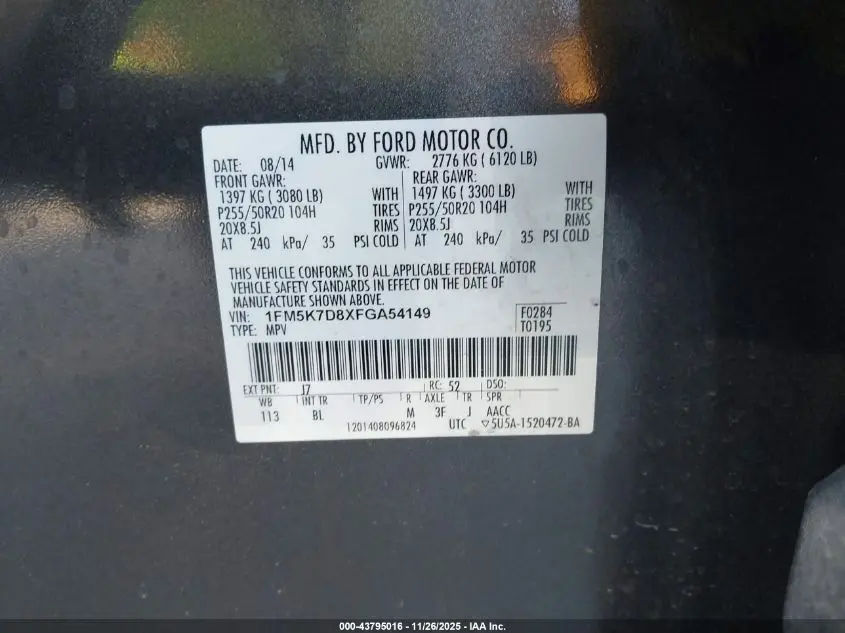 MFD. BY FORD MOTOR CO.
DATE: 08/14 GVWR: 2776 KG ( 6120 LB)
FRONT GAWR: REAR GAWR:
1397 KG ( 3080 LB) WITH 1497 KG ( 3300 LB) WITH
P255/50R20 104H TIRES P255/50R20 104H TIRES
20X8.5J RIMS 20X8.5J RIMS
AT 240 kPa/ 35 PSI COLD AT 240 kPa/ 35 PSI COLD
THIS VEHICLE CONFORMS TO ALL APPLICABLE FEDERAL MOTOR
VEHICLE SAFETY STANDARDS IN EFFECT ON THE DATE OF
MANUFACTURE SHOWN ABOVE.
VIN: 1FM5K7D8XFGA54149 F0284
TYPE: MPV T0195
EXT PNT: J7 RC: 52 DSO:
WB INT TR TP/PS R AXLE TR SPR
113 BL M 3F J AACC
1201408096824 UTC ▽5U5A-1520472-BA
000-43795016 - 11/26/2025 - IAA Inc.